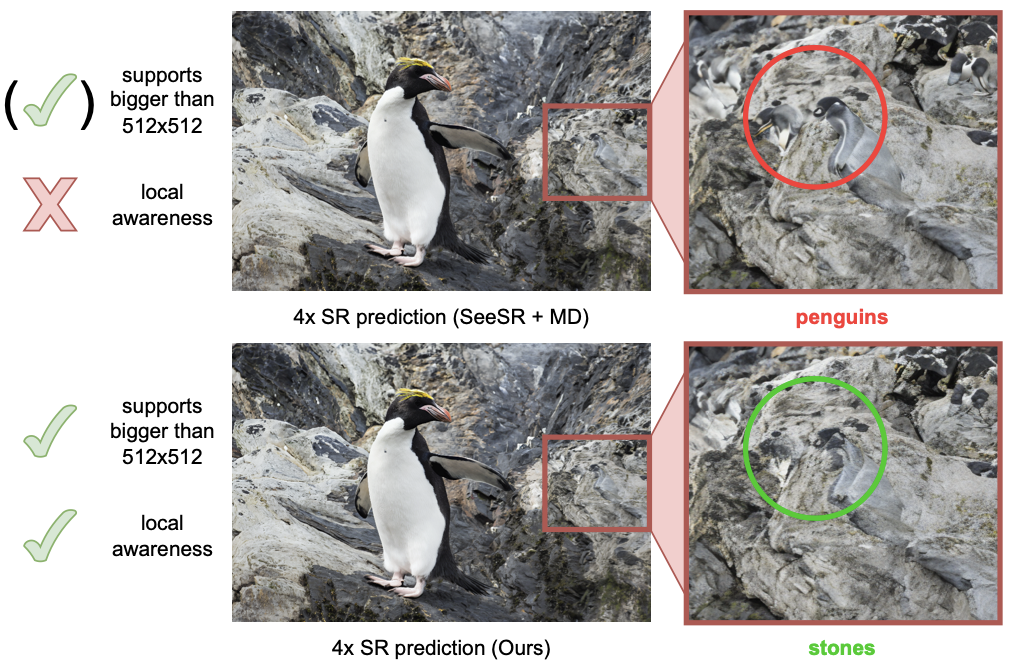 supports
bigger than
512x512
local
awareness
4x SR prediction (SeeSR + MD)
penguins
supports
bigger than
512x512
local
awareness
4x SR prediction (Ours)
stones